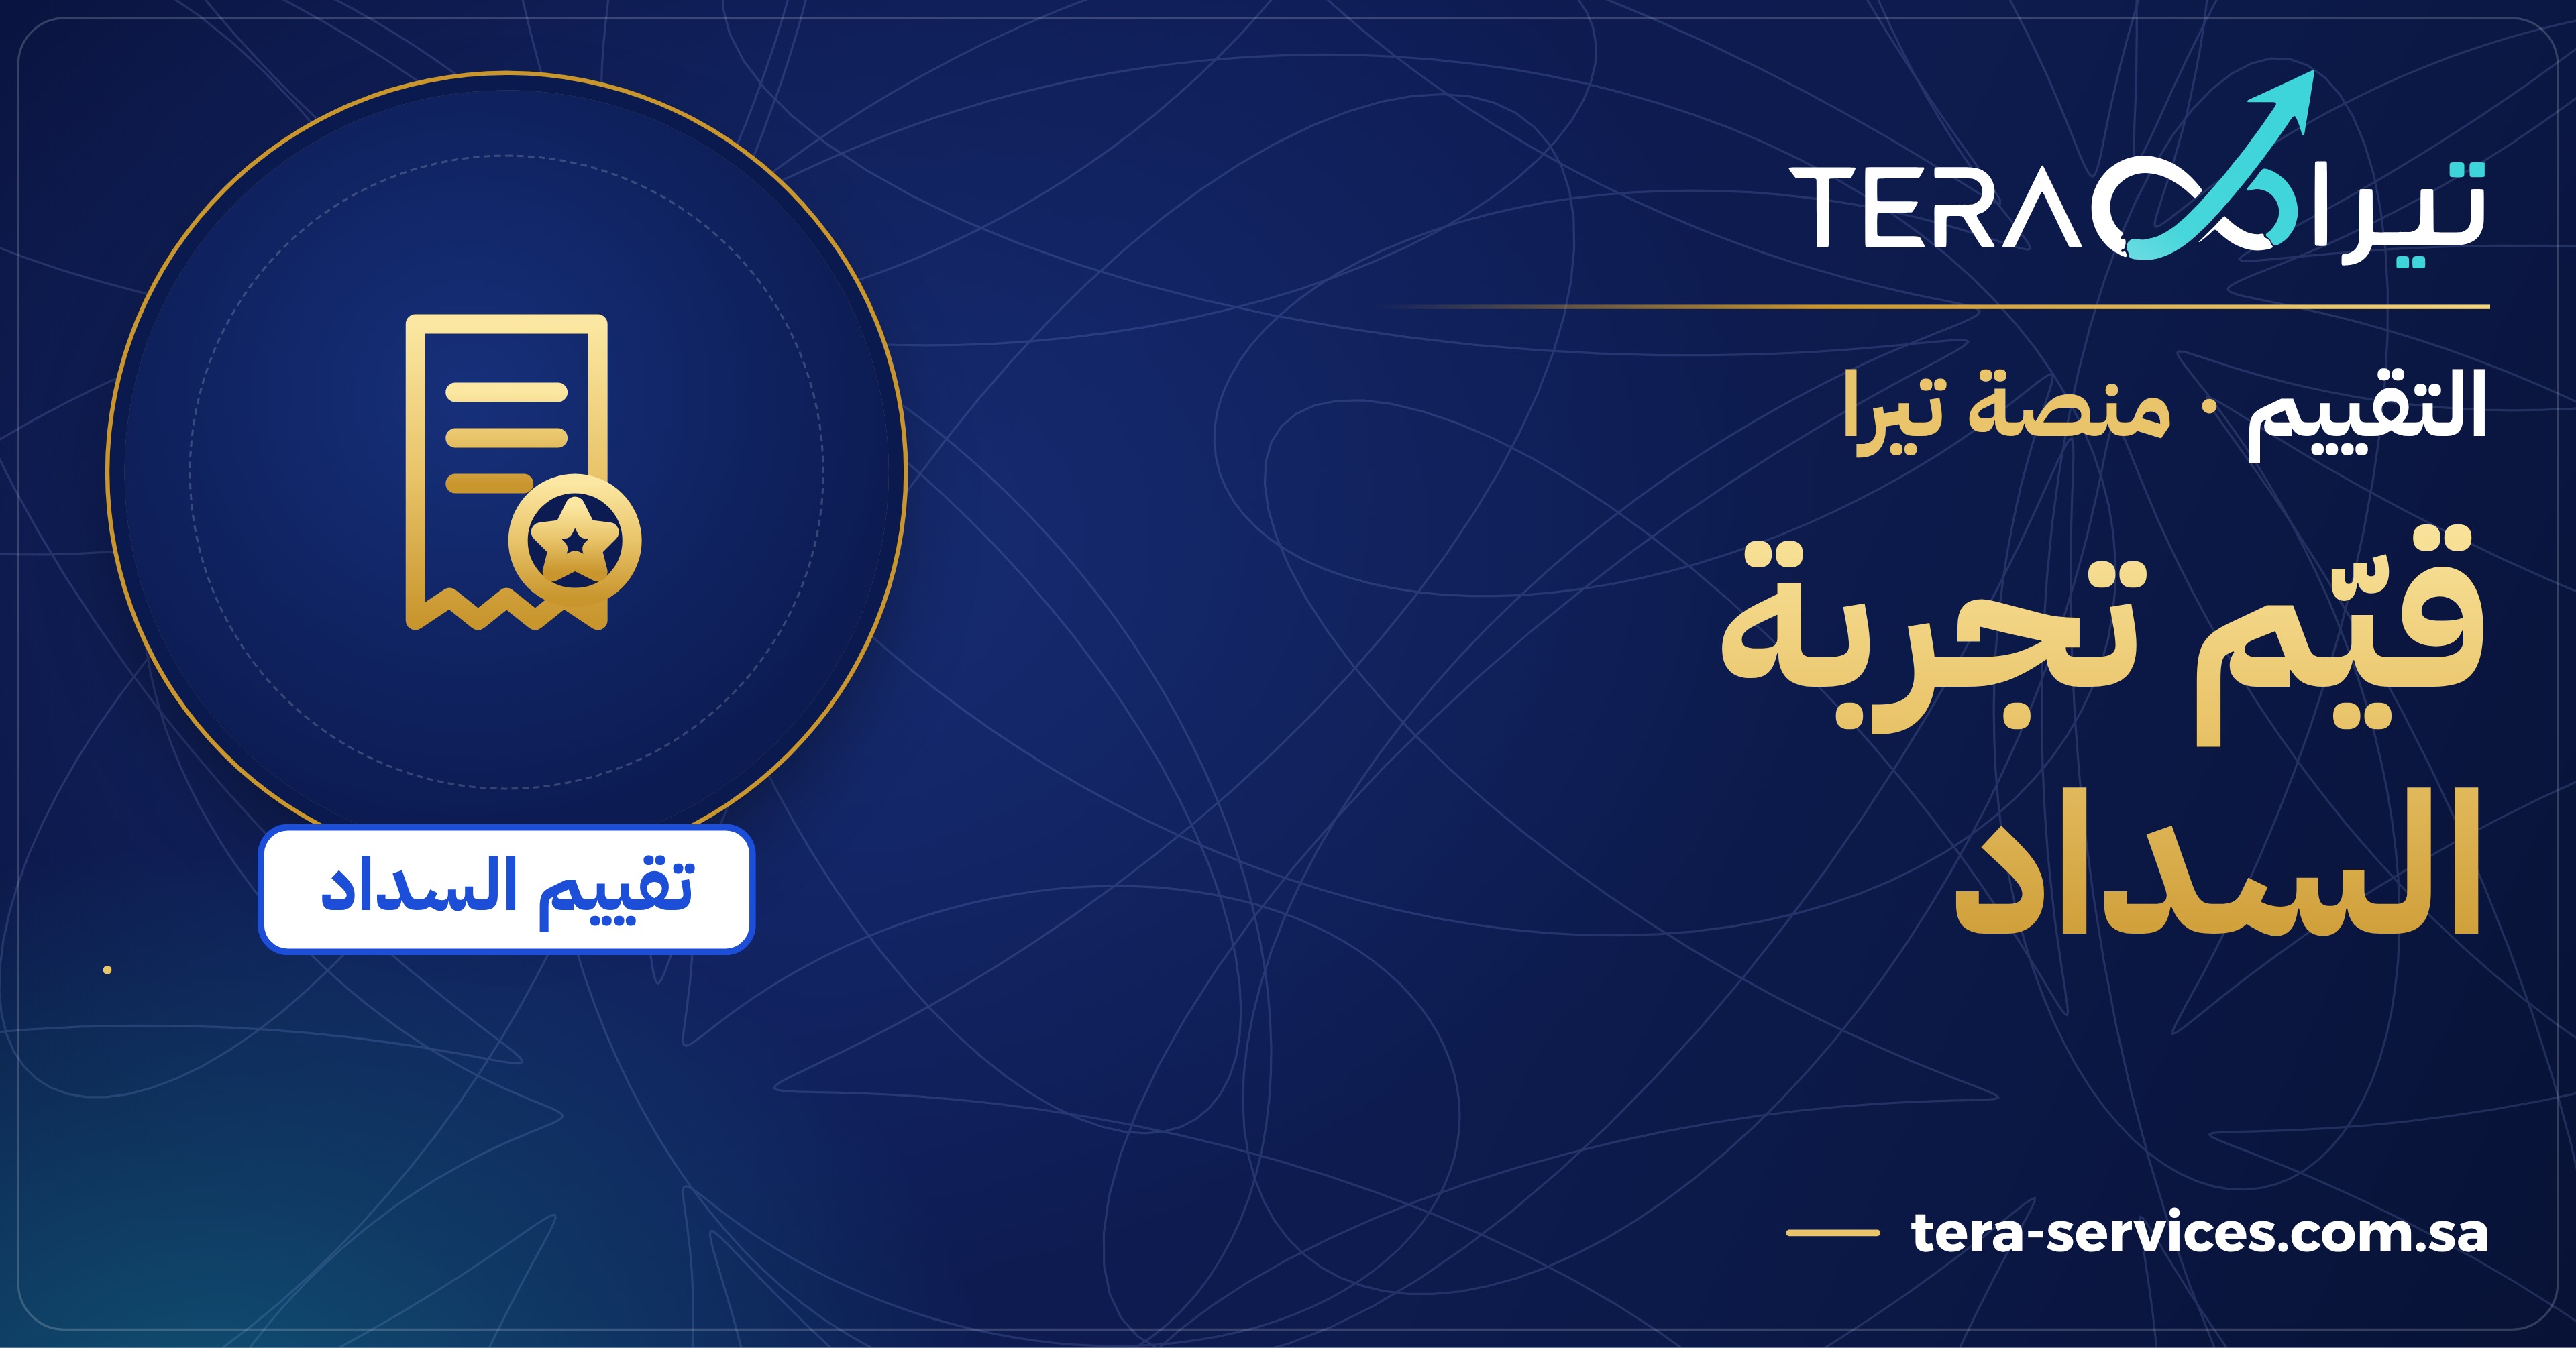 TERA تيرا
التقييم • منصة تيرا
قيّم تجربة
السداد
تقييم السداد
tera-services.com.sa